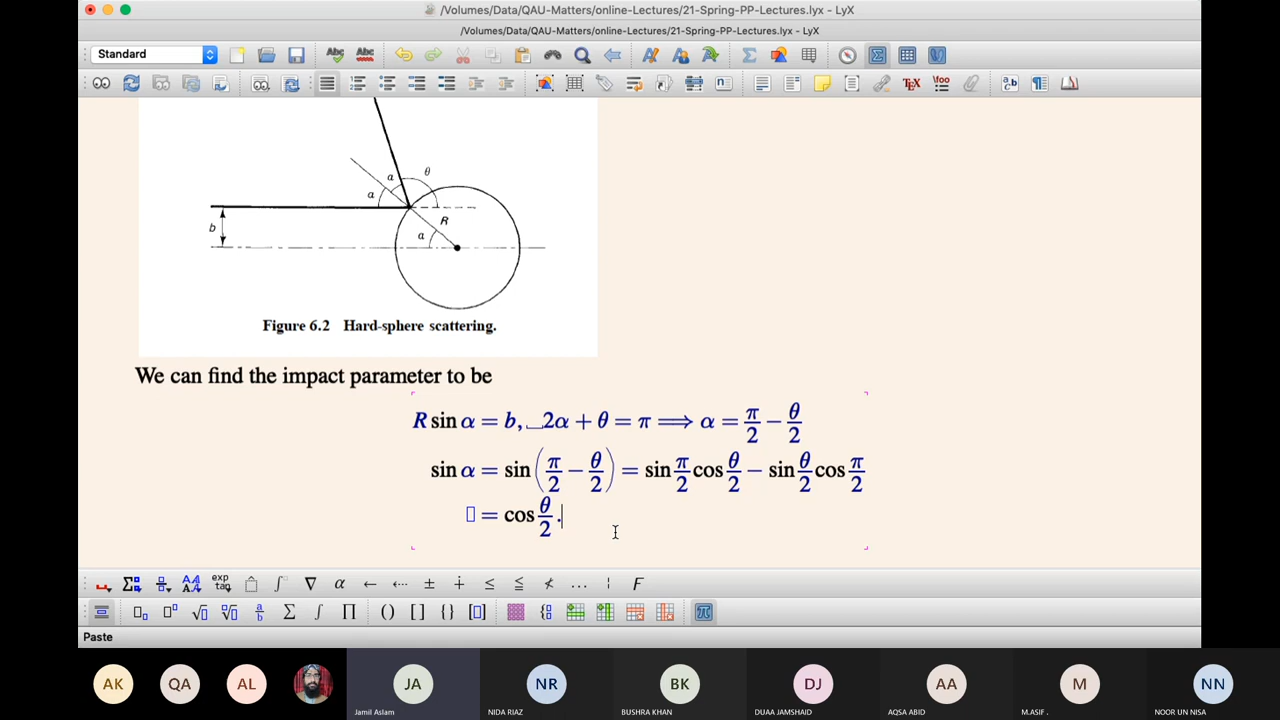 /Volumes/Data/QAU-Matters/online-Lectures/21-Spring-PP-Lectures.lyx - LyX
/Volumes/Data/QAU-Matters/online-Lectures/21-Spring-PP-Lectures.lyx - LyX
Standard
a θ
a
R
b
a
Figure 6.2 Hard-sphere scattering.
We can find the impact parameter to be
R sin α = b, 2α + θ = π ⟹ α = π/2 − θ/2
sin α = sin(π/2 − θ/2) = sin π/2 cos θ/2 − sin θ/2 cos π/2
= cos θ/2 .
Paste
AK QA AL JA NR BK DJ AA M NN
Jamil Aslam NIDA RIAZ BUSHRA KHAN DUAA JAMSHAID AQSA ABID M.ASIF . NOOR UN NISA